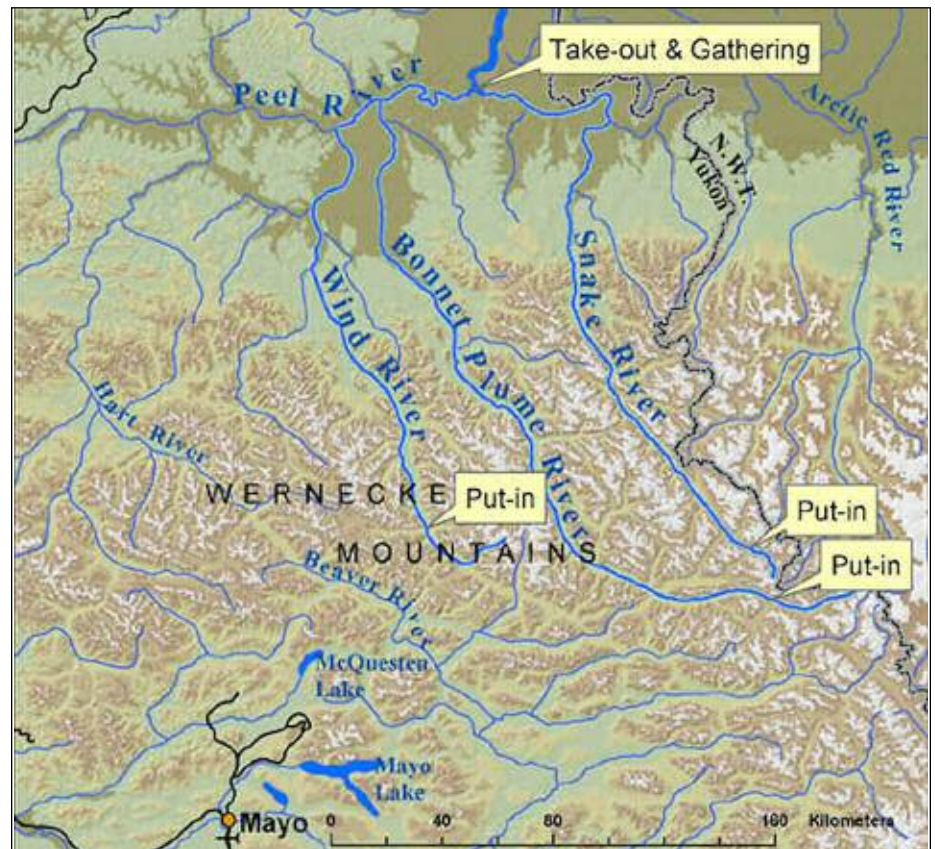 Take-out & Gathering
Peel River
Arctic Red River
N.W.T.
Yukon
Snake River
Bonnet Plume River
Wind River
Hart River
WERNECKE
MOUNTAINS
Put-in
Put-in
Put-in
Beaver River
McQuesten
Lake
Mayo
Lake
Mayo
0 40 80 160 Kilometers